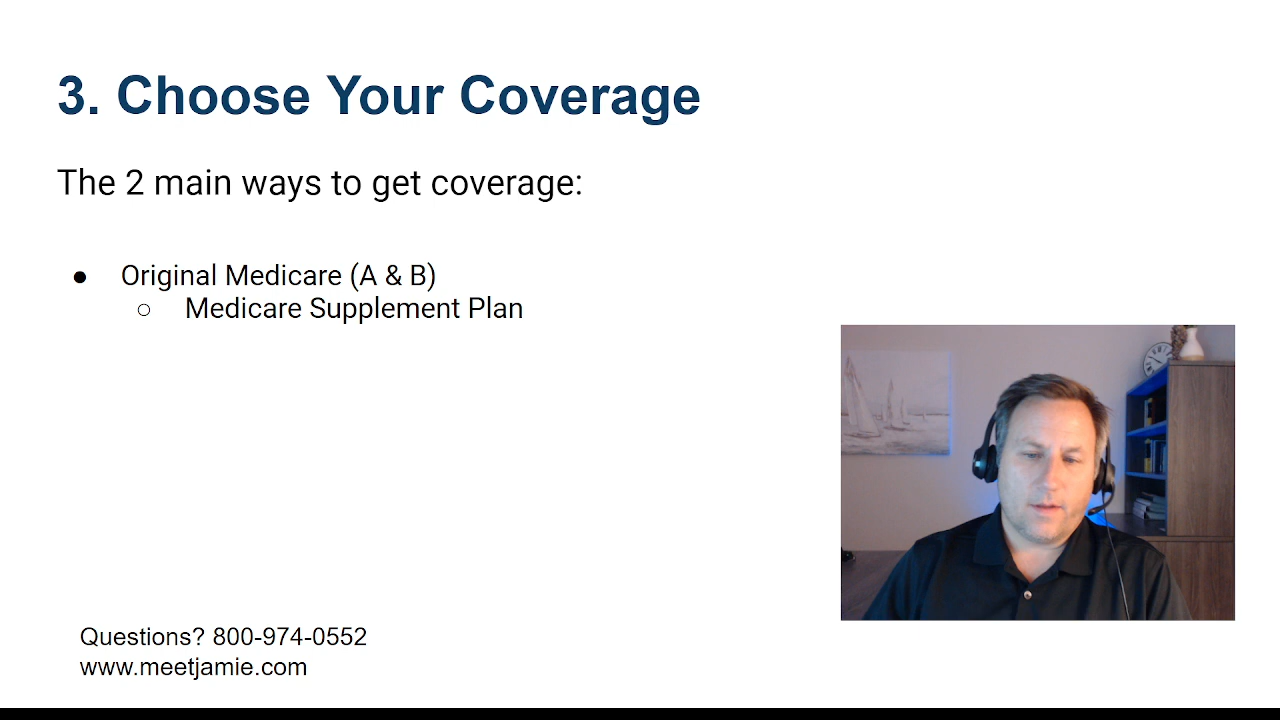 3. Choose Your Coverage
The 2 main ways to get coverage:
● Original Medicare (A & B)
○ Medicare Supplement Plan
Questions? 800-974-0552
www.meetjamie.com